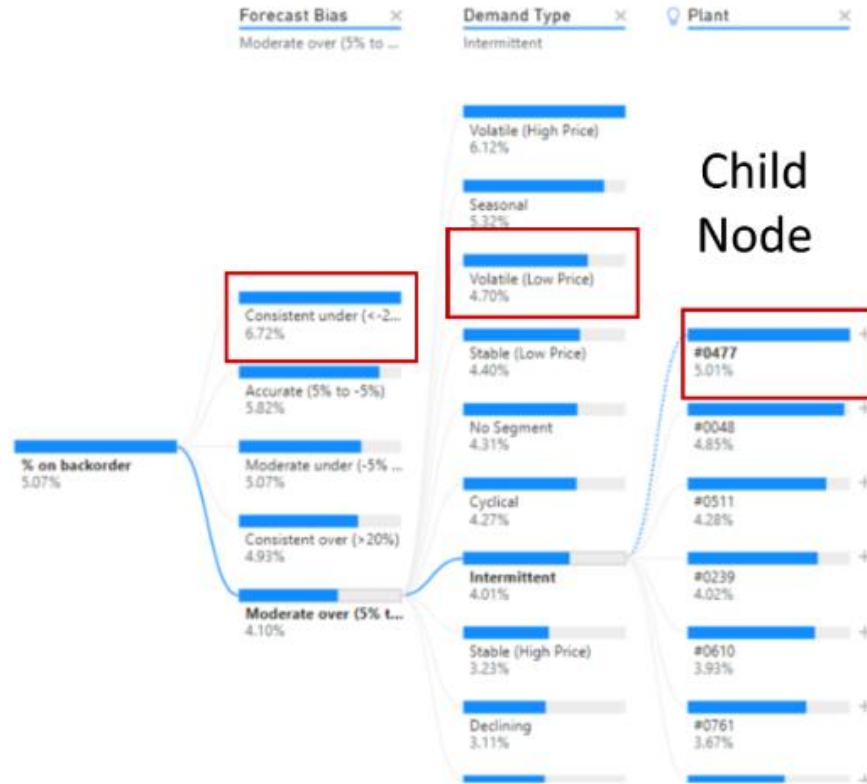 Forecast Bias
Moderate over (5% to ...
Demand Type
Intermittent
Plant
Child
Node
% on backorder
5.07%
Consistent under (<-2...
6.72%
Accurate (5% to -5%)
5.82%
Moderate under (-5% ...
5.07%
Consistent over (>20%)
4.93%
Moderate over (5% t...
4.10%
Volatile (High Price)
6.12%
Seasonal
5.32%
Volatile (Low Price)
4.70%
Stable (Low Price)
4.40%
No Segment
4.31%
Cyclical
4.27%
Intermittent
4.01%
Stable (High Price)
3.23%
Declining
3.11%
#0477
5.01%
#0048
4.85%
#0511
4.28%
#0239
4.02%
#0610
3.93%
#0761
3.67%